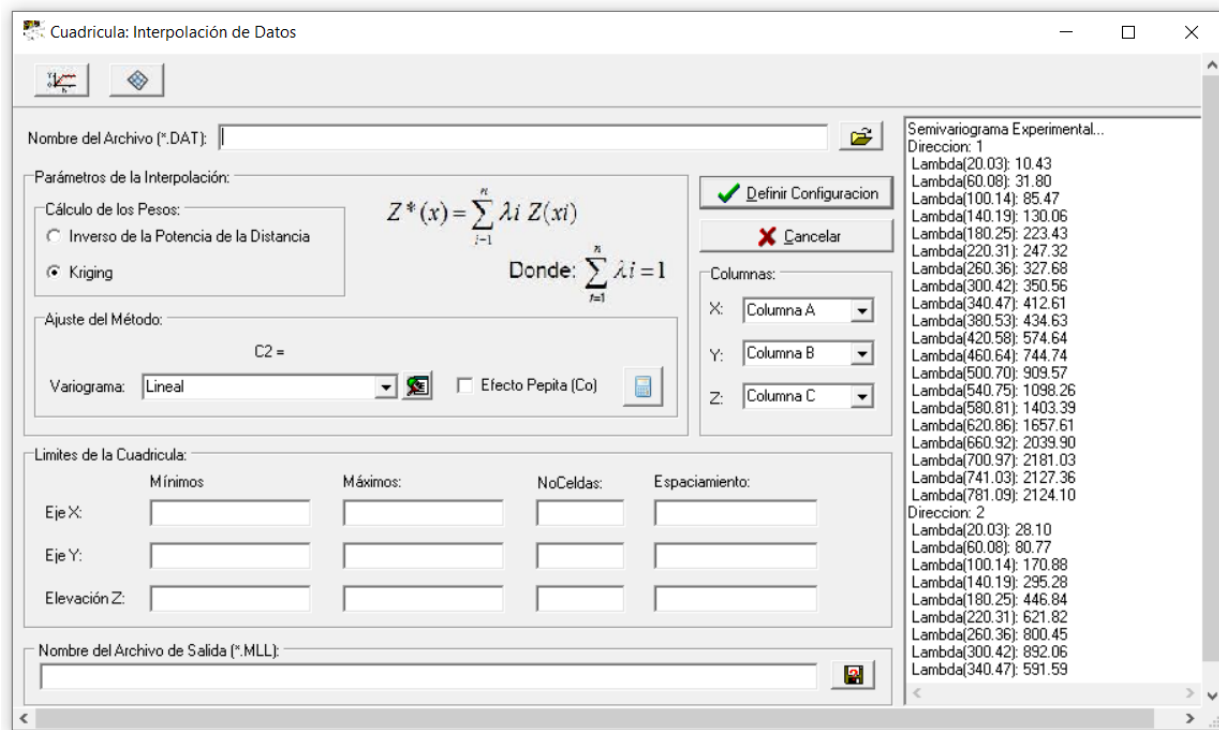 Cuadricula: Interpolación de Datos
Nombre del Archivo (*.DAT):
Parámetros de la Interpolación:
Cálculo de los Pesos:
Inverso de la Potencia de la Distancia
Kriging
Z*(x) = n ∑ i=1 λi Z(xi)
Donde: n ∑ i=1 λi = 1
Ajuste del Método:
C2 =
Variograma: Lineal
Efecto Pepita (Co)
Definir Configuracion
Cancelar
Columnas:
X: Columna A
Y: Columna B
Z: Columna C
Limites de la Cuadricula:
Mínimos Máximos: NoCeldas: Espaciamiento:
Eje X:
Eje Y:
Elevación Z:
Nombre del Archivo de Salida (*.MLL):
Semivariograma Experimental...
Direccion: 1
Lambda(20.03): 10.43
Lambda(60.08): 31.80
Lambda(100.14): 85.47
Lambda(140.19): 130.06
Lambda(180.25): 223.43
Lambda(220.31): 247.32
Lambda(260.36): 327.68
Lambda(300.42): 350.56
Lambda(340.47): 412.61
Lambda(380.53): 434.63
Lambda(420.58): 574.64
Lambda(460.64): 744.74
Lambda(500.70): 909.57
Lambda(540.75): 1098.26
Lambda(580.81): 1403.39
Lambda(620.86): 1657.61
Lambda(660.92): 2039.90
Lambda(700.97): 2181.03
Lambda(741.03): 2127.36
Lambda(781.09): 2124.10
Direccion: 2
Lambda(20.03): 28.10
Lambda(60.08): 80.77
Lambda(100.14): 170.88
Lambda(140.19): 295.28
Lambda(180.25): 446.84
Lambda(220.31): 621.82
Lambda(260.36): 800.45
Lambda(300.42): 892.06
Lambda(340.47): 591.59